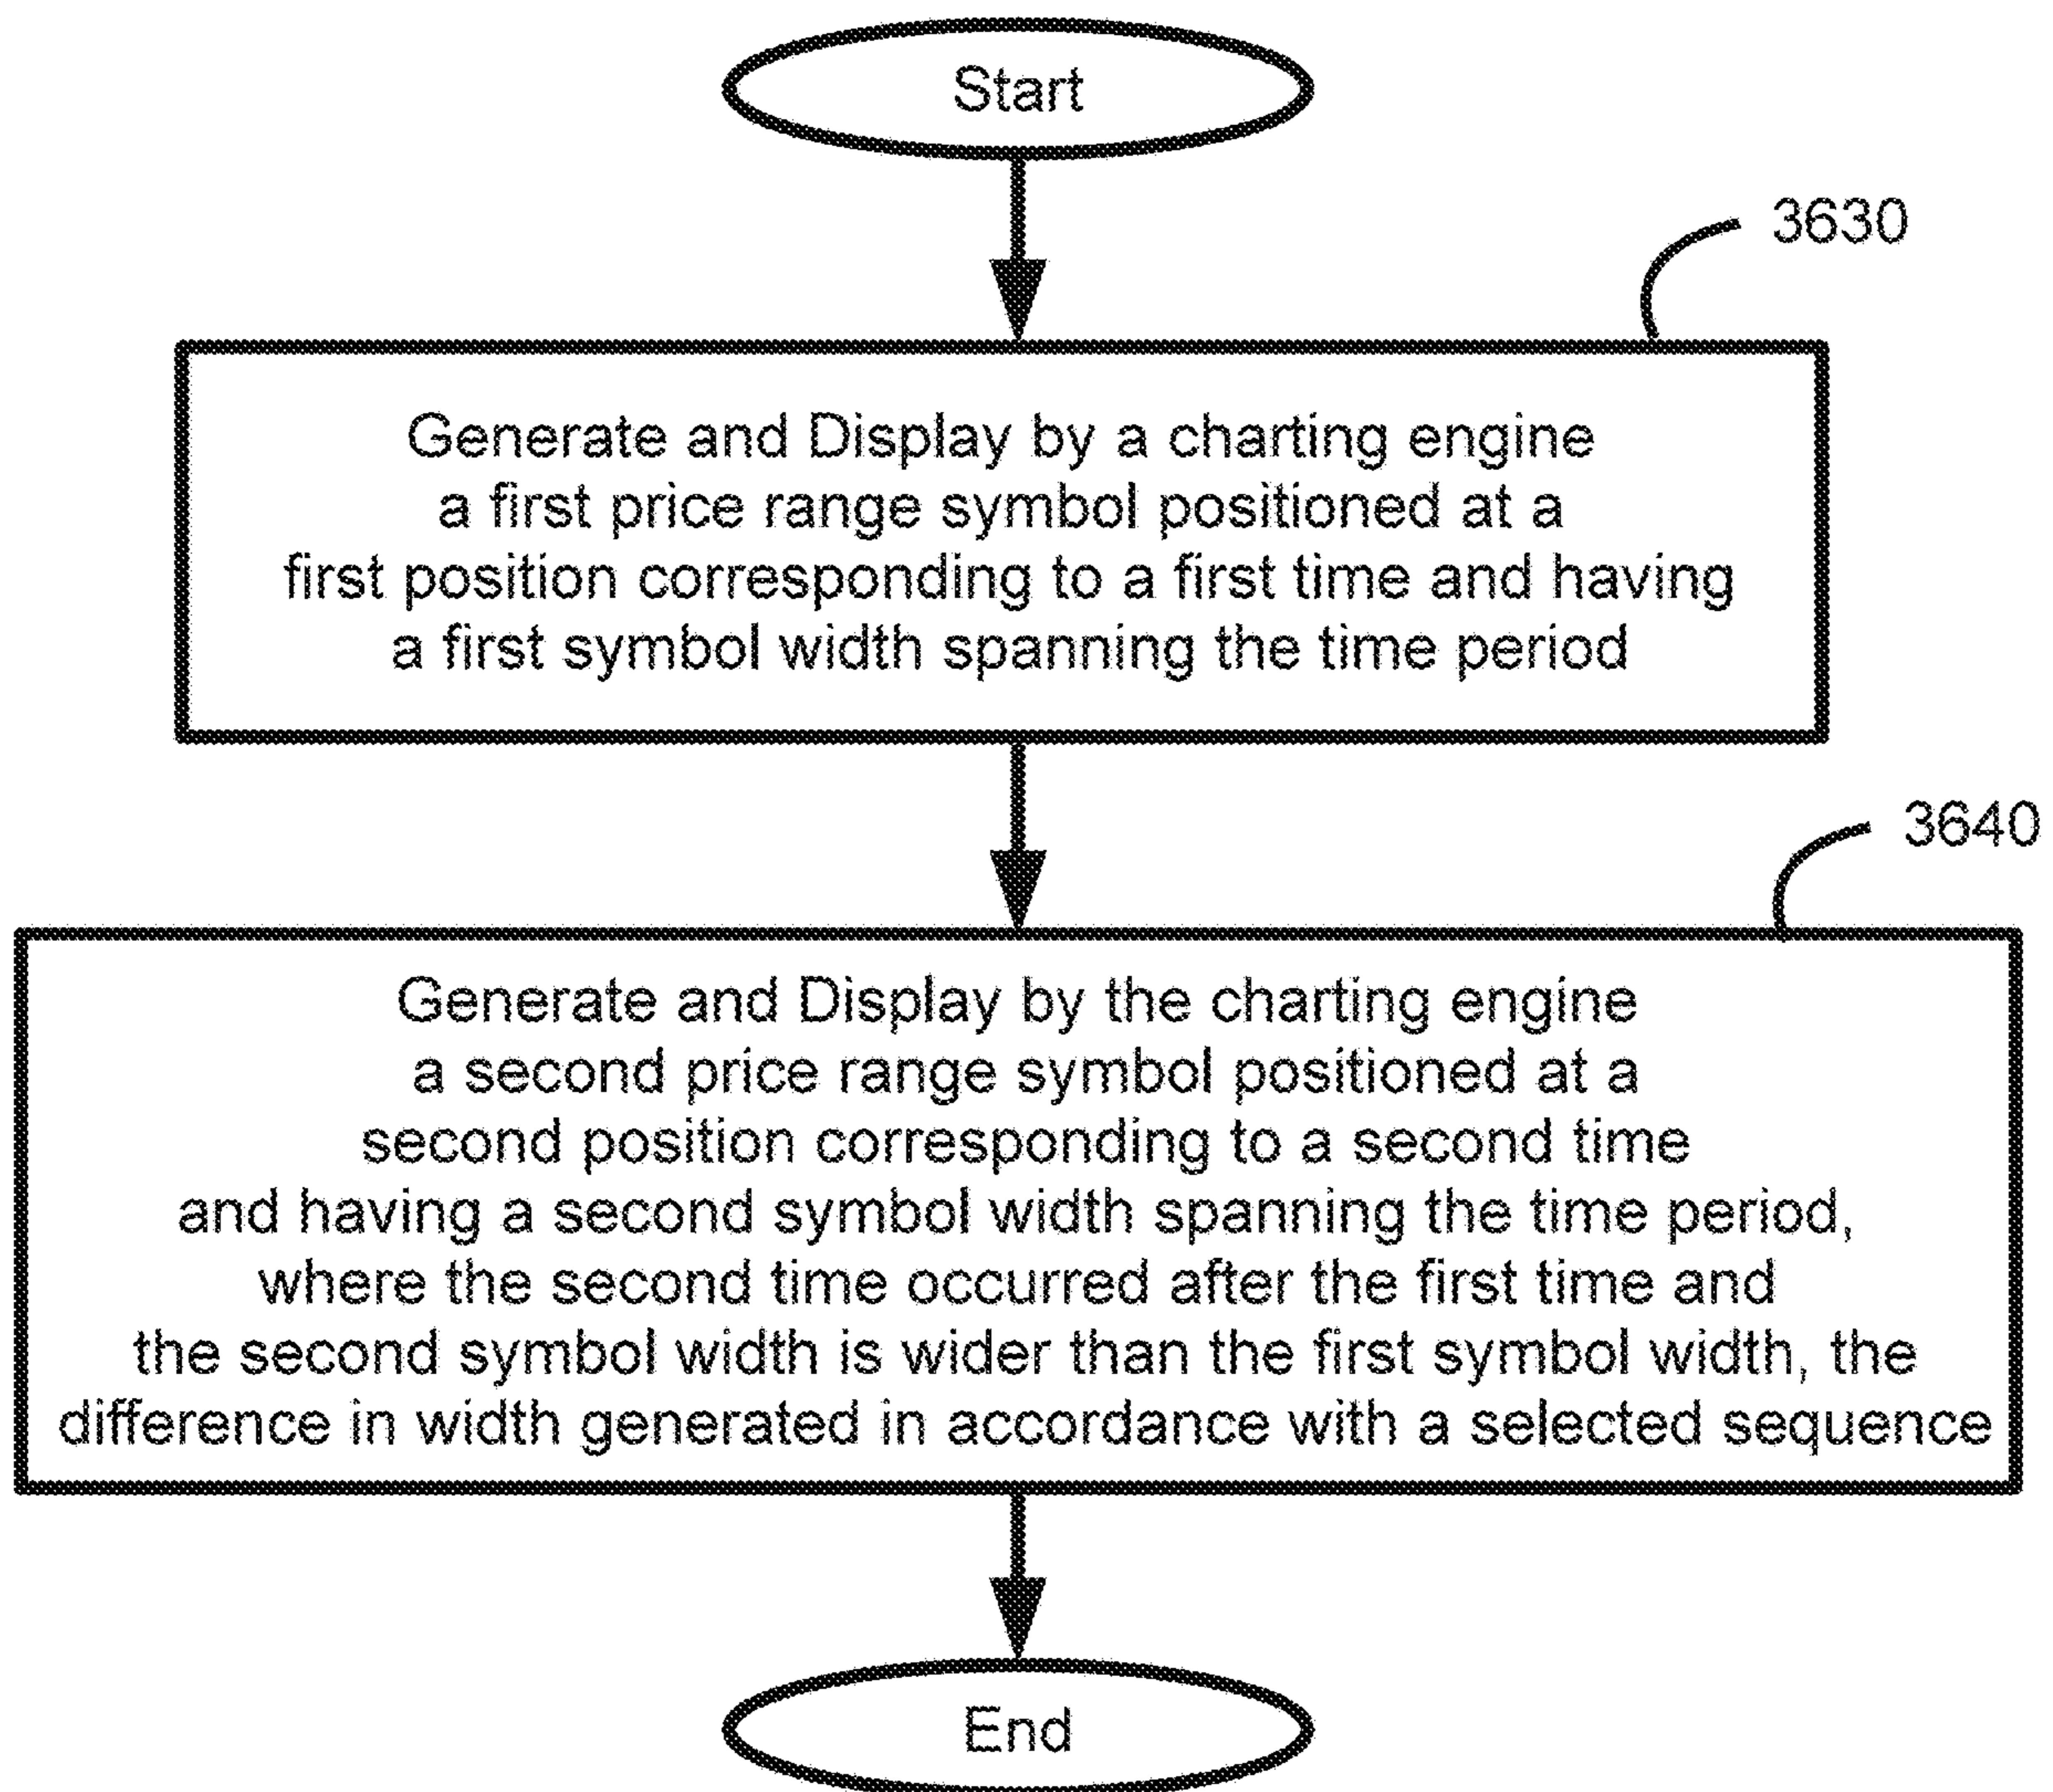 Start
3630
Generate and Display by a charting engine
a first price range symbol positioned at a
first position corresponding to a first time and having
a first symbol width spanning the time period
3640
Generate and Display by the charting engine
a second price range symbol positioned at a
second position corresponding to a second time
and having a second symbol width spanning the time period,
where the second time occurred after the first time and
the second symbol width is wider than the first symbol width, the
difference in width generated in accordance with a selected sequence
End